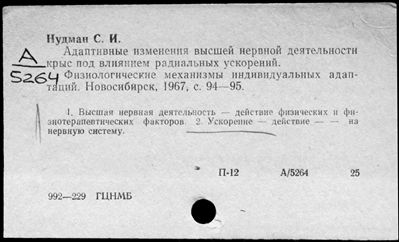 Нудман С. И.
А
5264
Адаптивные изменения высшей нервной деятельности
крыс под влиянием радиальных ускорений.
Физиологические механизмы индивидуальных адап-
таций. Новосибирск, 1967, с. 94—95.
1. Высшая нервная деятельность — действие физических и фи-
зиотерапевтических факторов. 2. Ускорение — действие — — на
нервную систему.
П-12 А/5264 25
992—229 ГЦНМБ